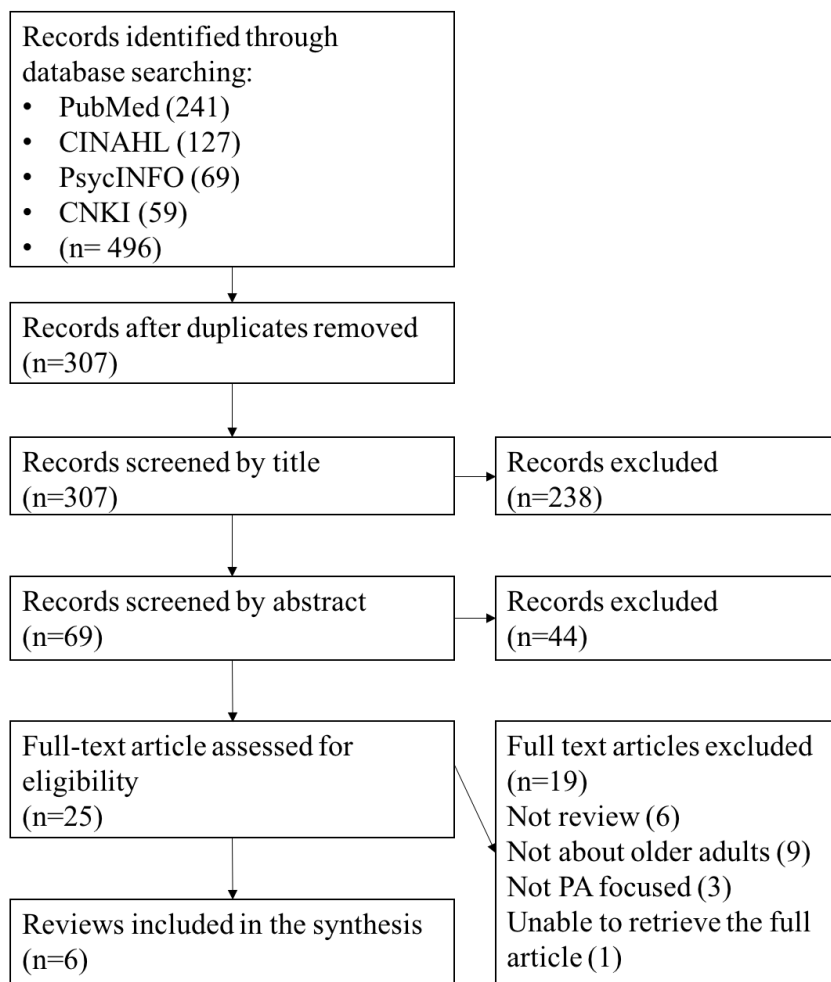 Records identified through
database searching:
• PubMed (241)
• CINAHL (127)
• PsycINFO (69)
• CNKI (59)
• (n= 496)
Records after duplicates removed
(n=307)
Records screened by title
(n=307)
Records excluded
(n=238)
Records screened by abstract
(n=69)
Records excluded
(n=44)
Full-text article assessed for
eligibility
(n=25)
Full text articles excluded
(n=19)
Not review (6)
Not about older adults (9)
Not PA focused (3)
Unable to retrieve the full
article (1)
Reviews included in the synthesis
(n=6)